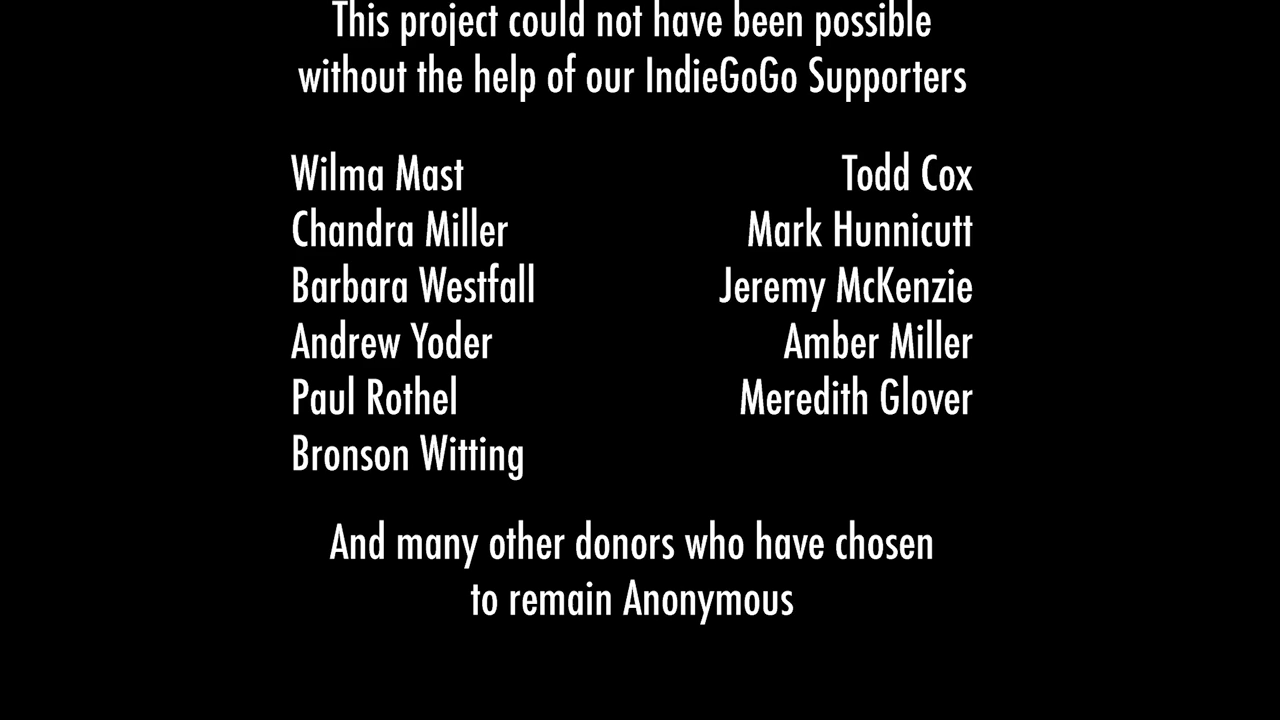 This project could not have been possible
without the help of our IndieGoGo Supporters
Wilma Mast Todd Cox
Chandra Miller Mark Hunnicutt
Barbara Westfall Jeremy McKenzie
Andrew Yoder Amber Miller
Paul Rothel Meredith Glover
Bronson Witting
And many other donors who have chosen
to remain Anonymous